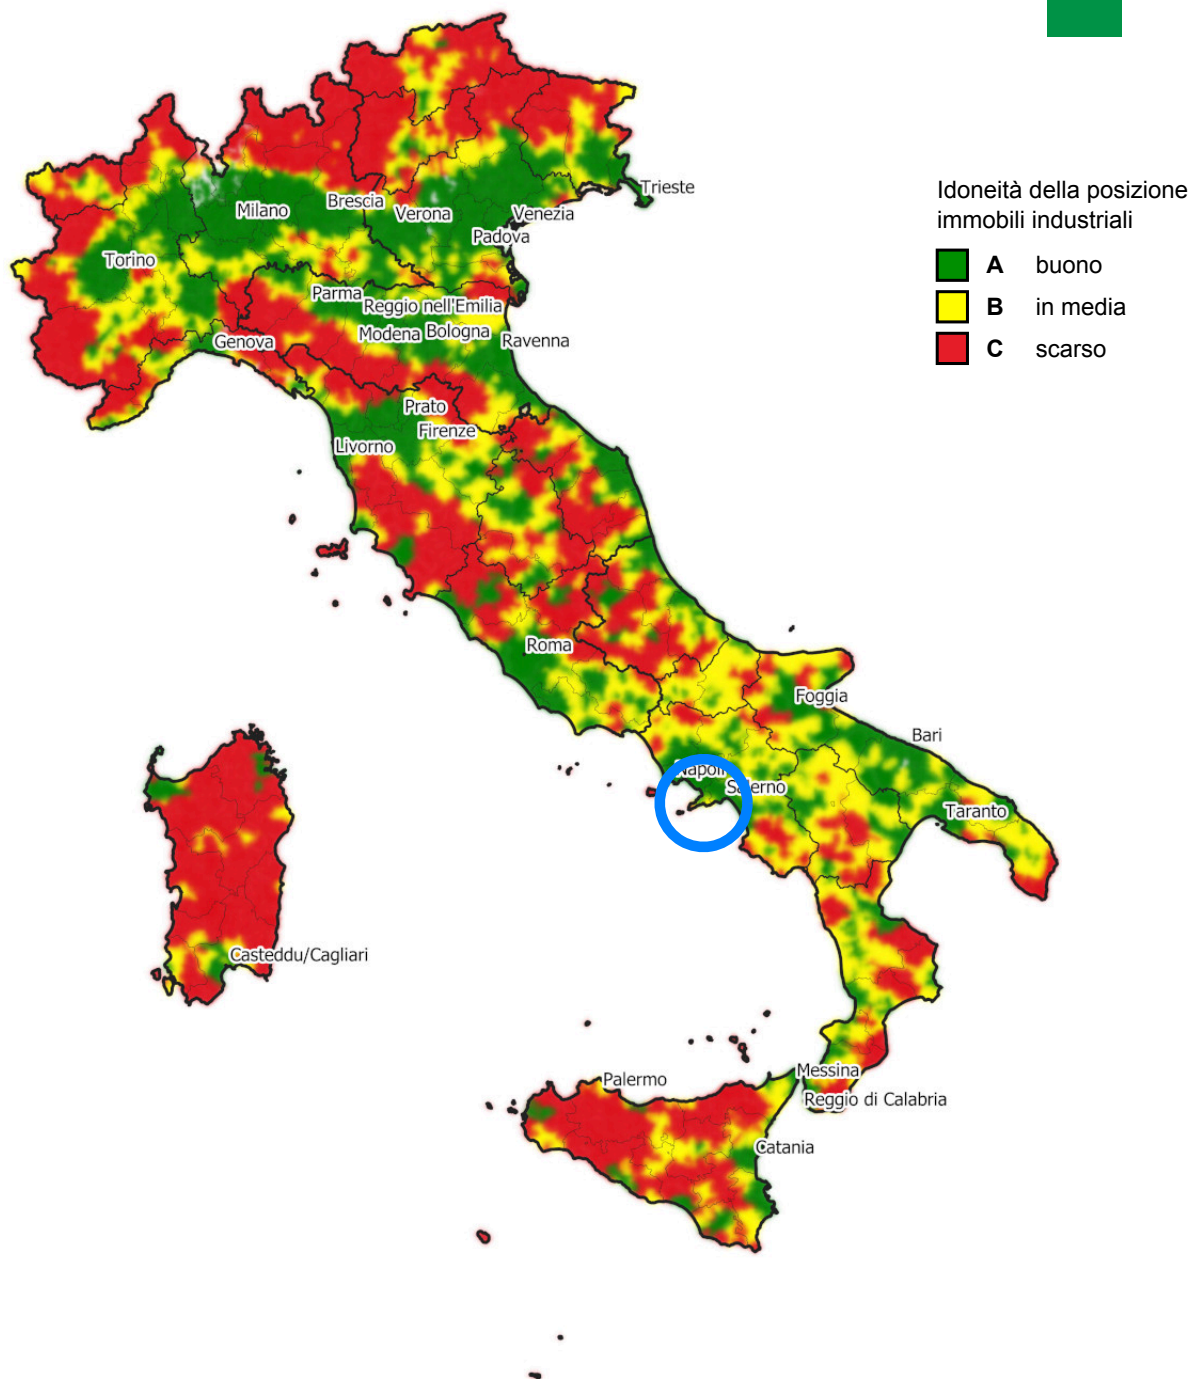 Trieste
Idoneità della posizione
immobili industriali
A buono
B in media
C scarso
Brescia
Milano
Verona
Venezia
Padova
Torino
Parma
Reggio nell'Emilia
Modena
Bologna
Ravenna
Genova
Prato
Firenze
Livorno
Roma
Foggia
Bari
Napoli
Salerno
Taranto
Casteddu/Cagliari
Messina
Palermo
Reggio di Calabria
Catania